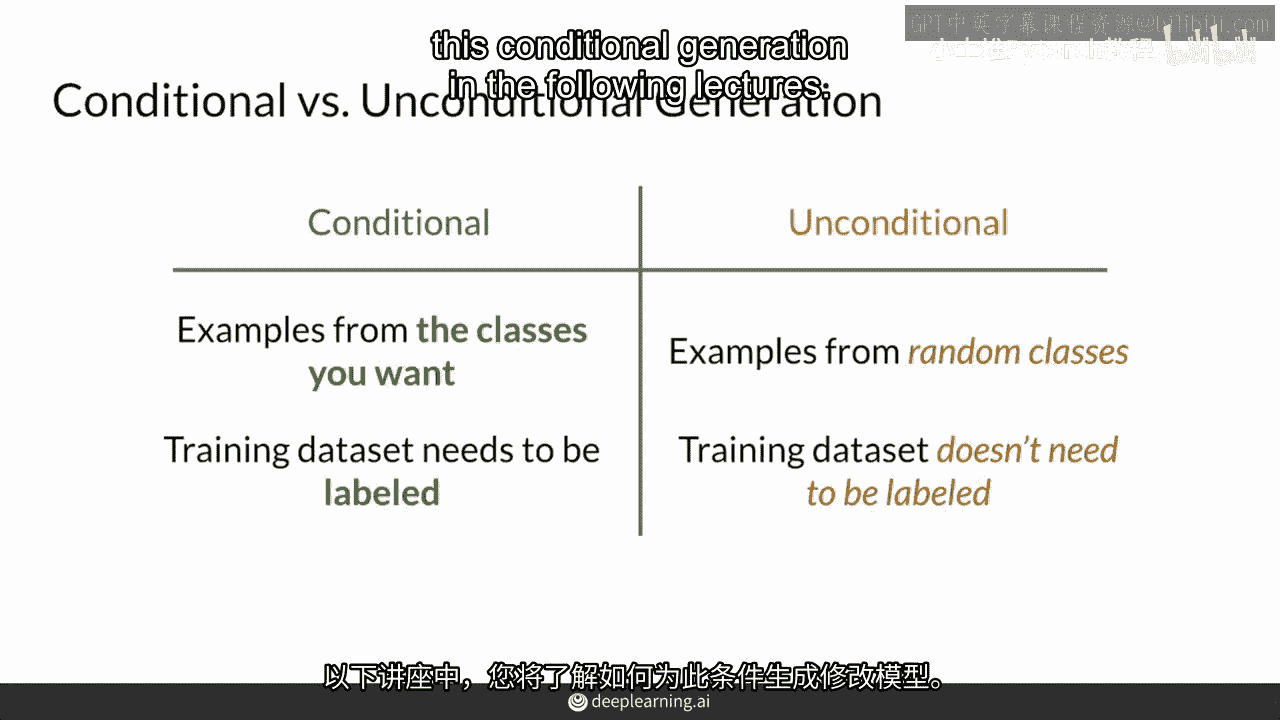 this conditional generation
in the following lectures.
Conditional vs. Unconditional Generation
Conditional
Unconditional
Examples from the classes
you want
Examples from random classes
Training dataset needs to be
labeled
Training dataset doesn't need
to be labeled
以下讲座中，您将了解如何为此条件生成修改模型。
deeplearning.ai
GPT中英字幕课程资源@bilibili.com
bilibili